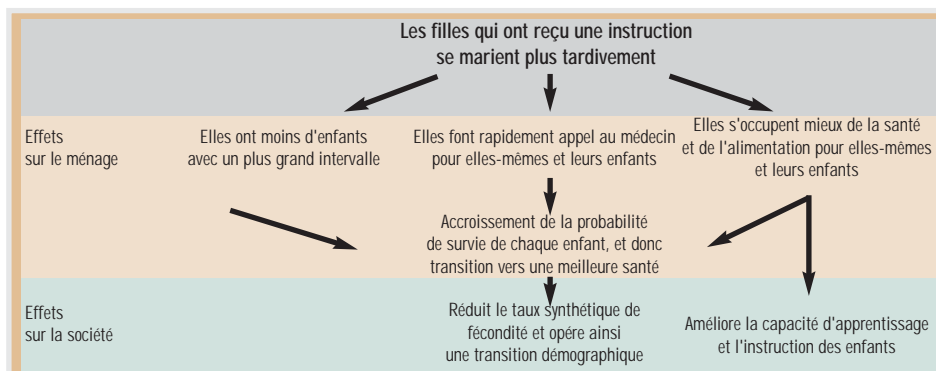 Les filles qui ont reçu une instruction
se marient plus tardivement
Effets
sur le ménage
Elles ont moins d'enfants
avec un plus grand intervalle
Elles font rapidement appel au médecin
pour elles-mêmes et leurs enfants
Elles s'occupent mieux de la santé
et de l'alimentation pour elles-mêmes
et leurs enfants
Accroissement de la probabilité
de survie de chaque enfant, et donc
transition vers une meilleure santé
Effets
sur la société
Réduit le taux synthétique de
fécondité et opére ainsi
une transition démographique
Améliore la capacité d'apprentissage
et l'instruction des enfants